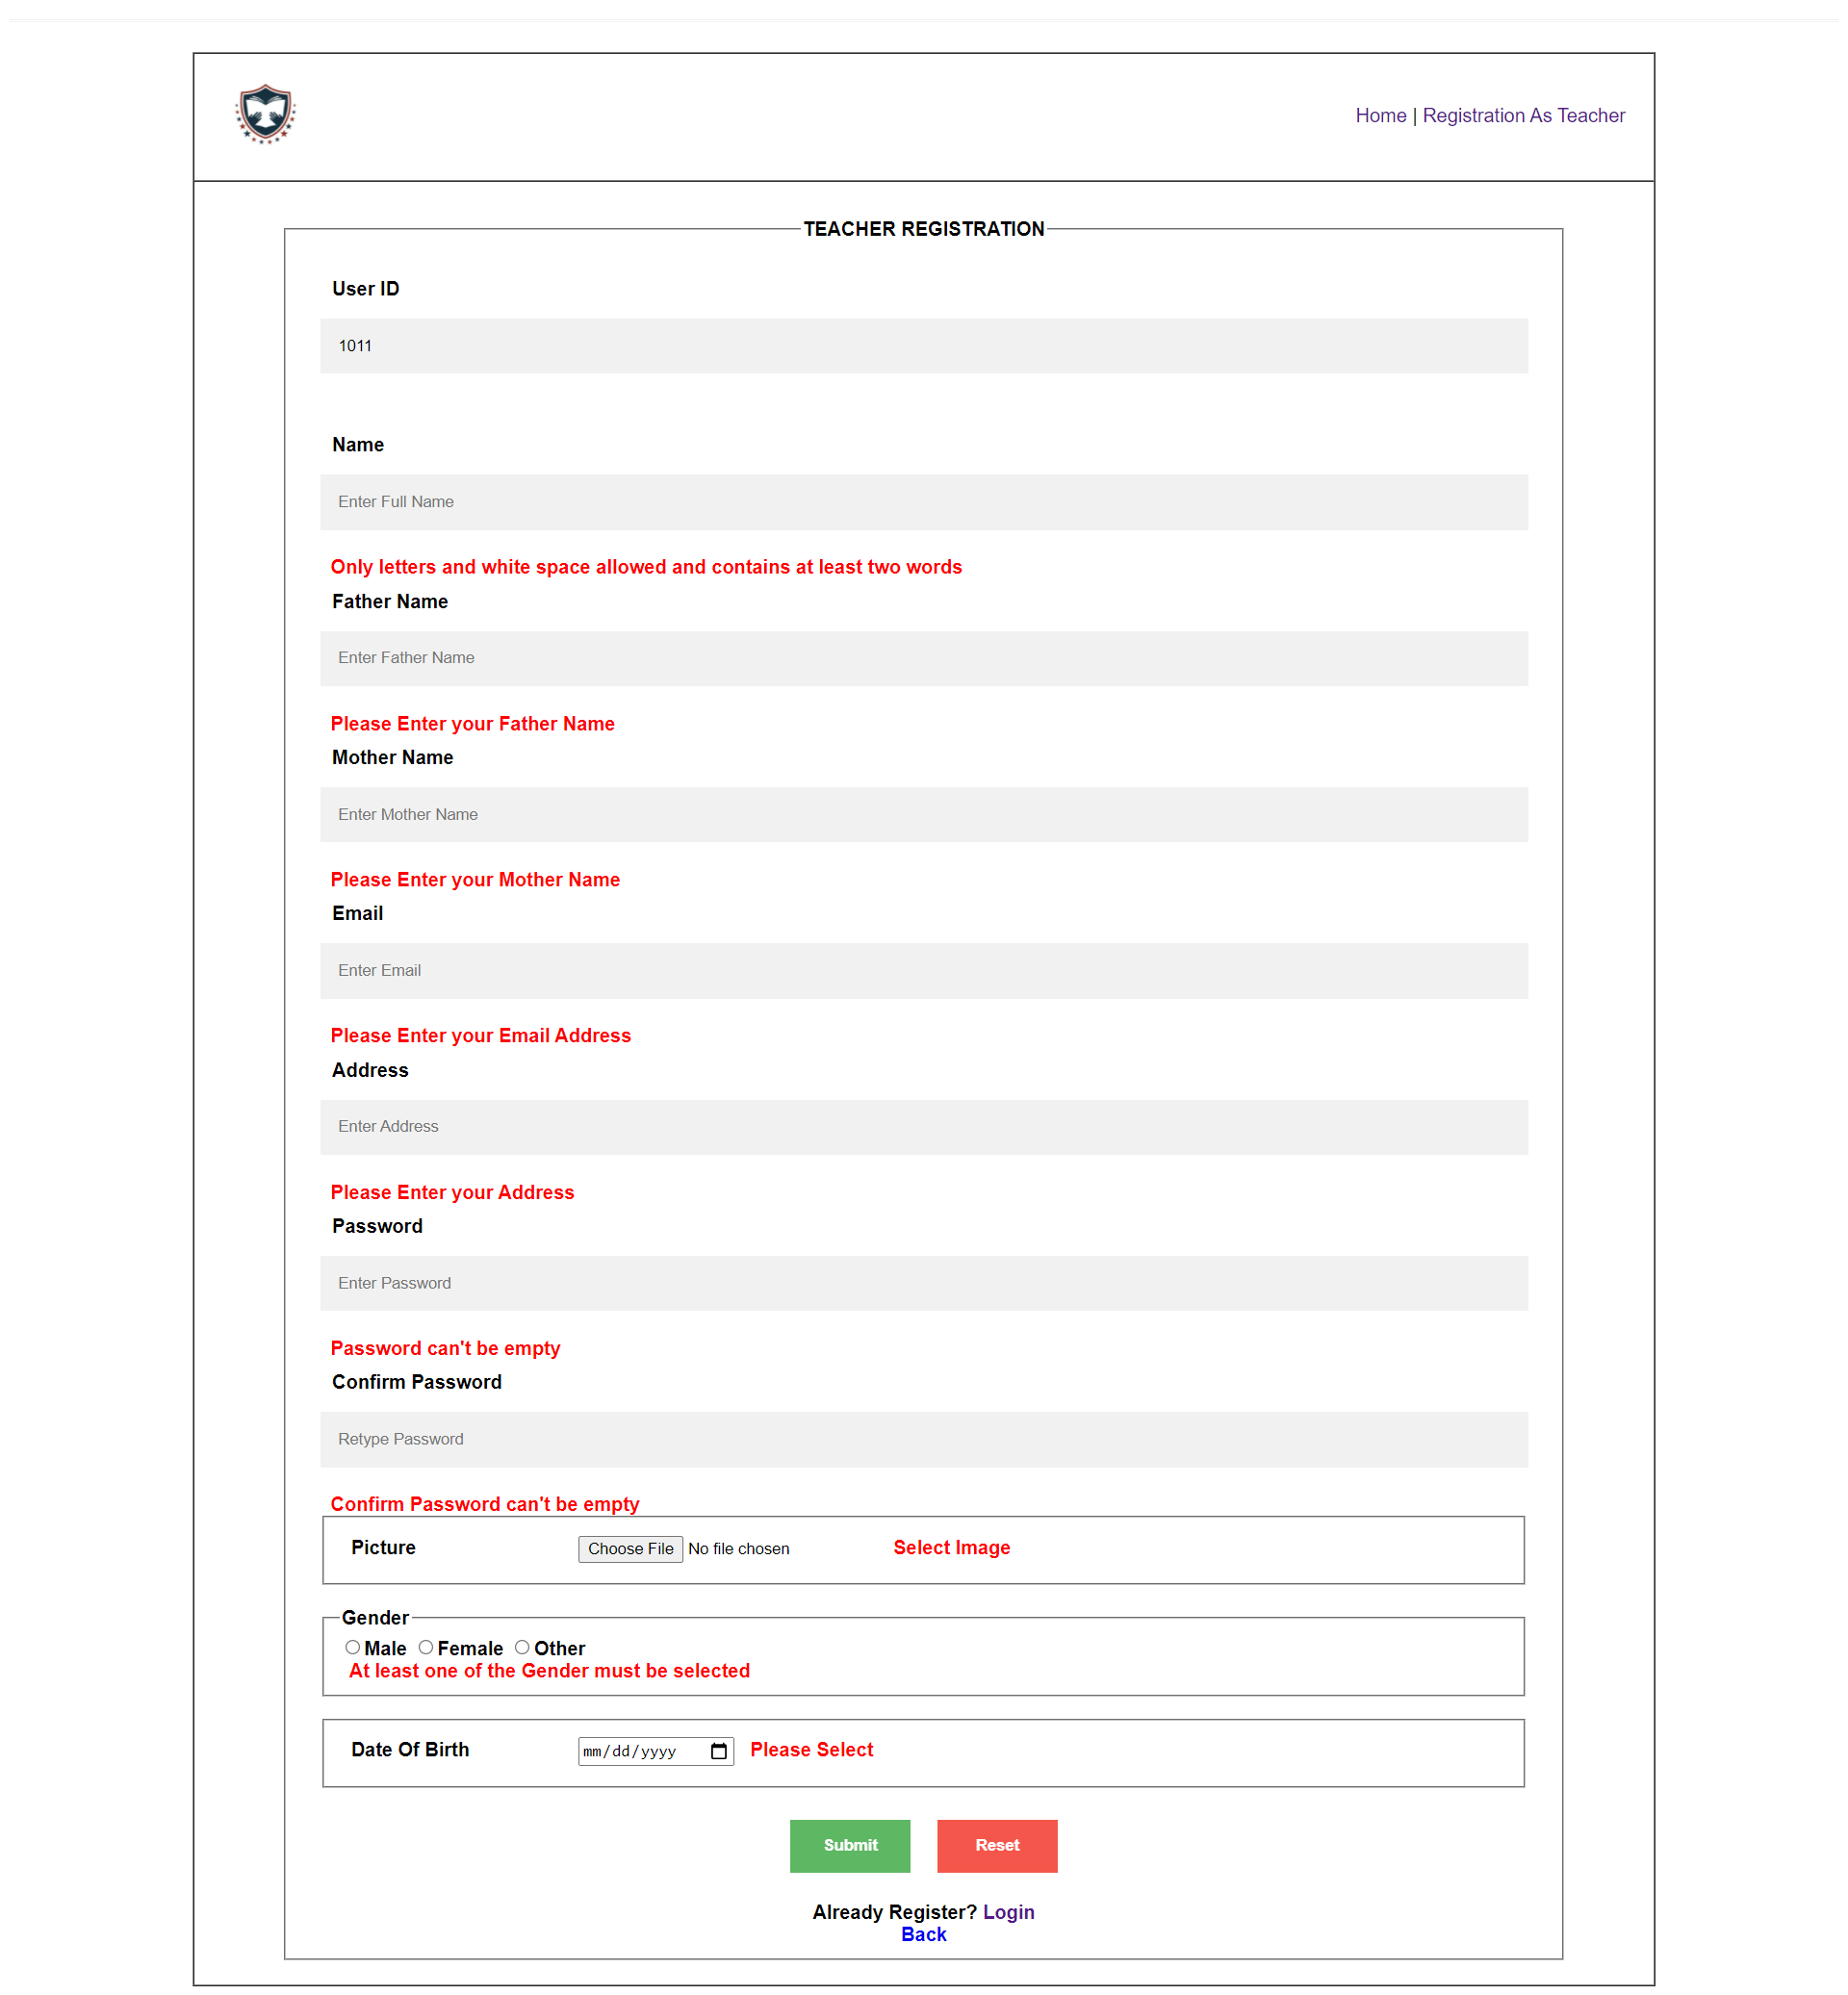 Home | Registration As Teacher
TEACHER REGISTRATION
User ID
1011
Name
Enter Full Name
Only letters and white space allowed and contains at least two words
Father Name
Enter Father Name
Please Enter your Father Name
Mother Name
Enter Mother Name
Please Enter your Mother Name
Email
Enter Email
Please Enter your Email Address
Address
Enter Address
Please Enter your Address
Password
Enter Password
Password can't be empty
Confirm Password
Retype Password
Confirm Password can't be empty
Picture Choose File No file chosen Select Image
Gender
Male Female Other
At least one of the Gender must be selected
Date Of Birth mm/dd/yyyy Please Select
Submit Reset
Already Register? Login
Back